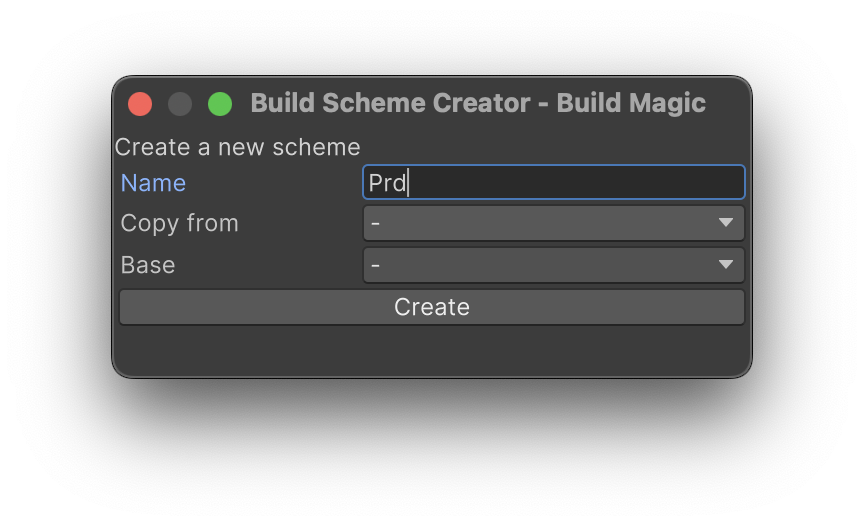 Build Scheme Creator - Build Magic
Create a new scheme
Name Prd
Copy from -
Base -
Create